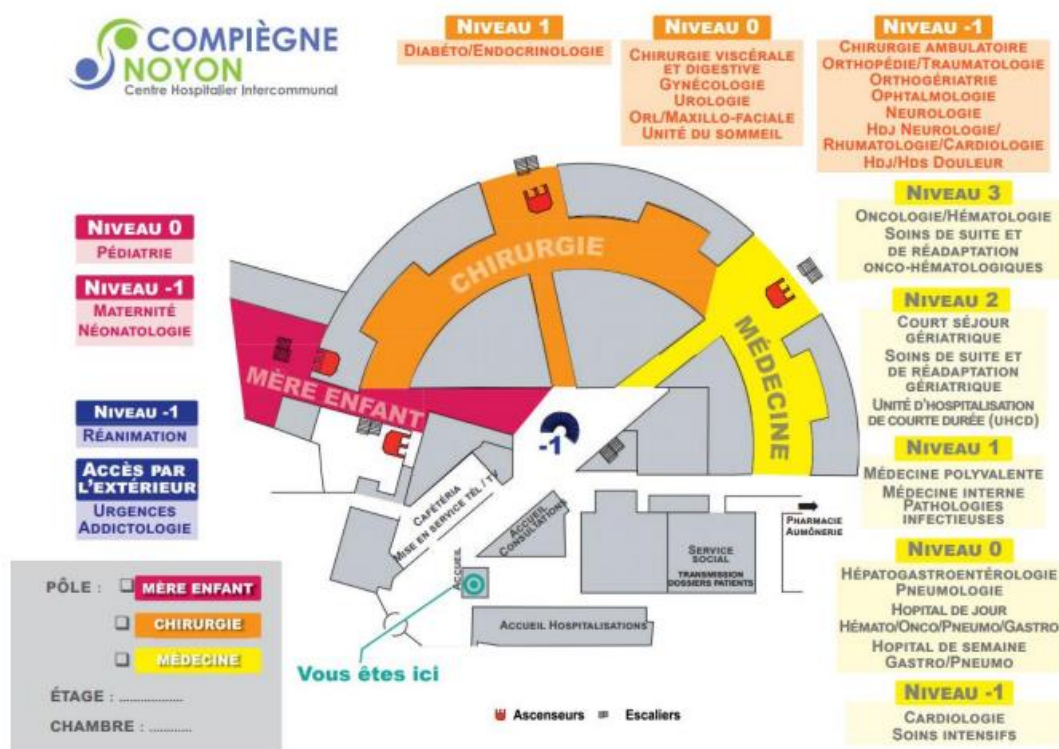 COMPIÈGNE
NOYON
Centre Hospitalier Intercommunal
NIVEAU 1
DIABÉTO/ENDOCRINOLOGIE
NIVEAU 0
CHIRURGIE VISCÉRALE
ET DIGESTIVE
GYNÉCOLOGIE
UROLOGIE
ORL/MAXILLO-FACIALE
UNITÉ DU SOMMEIL
NIVEAU -1
CHIRURGIE AMBULATOIRE
ORTHOPÉDIE/TRAUMATOLOGIE
ORTHOGÉRIATRIE
OPHTALMOLOGIE
NEUROLOGIE
HDJ NEUROLOGIE/
RHUMATOLOGIE/CARDIOLOGIE
HDJ/HDS DOULEUR
NIVEAU 0
PÉDIATRIE
NIVEAU -1
MATERNITÉ
NÉONATOLOGIE
NIVEAU -1
RÉANIMATION
ACCÈS PAR
L'EXTÉRIEUR
URGENCES
ADDICTOLOGIE
CHIRURGIE
MÈRE ENFANT
MÉDECINE
-1
CAFÉTÉRIA
MISE EN SERVICE TÉL / TV
ACCUEIL
CONSULTATIONS
ACCUEIL
SERVICE
SOCIAL
TRANSMISSION
DOSSIERS PATIENTS
PHARMACIE
AUMÔNERIE
ACCUEIL HOSPITALISATIONS
Vous êtes ici
Ascenseurs
Escaliers
NIVEAU 3
ONCOLOGIE/HÉMATOLOGIE
SOINS DE SUITE ET
DE RÉADAPTATION
ONCO-HÉMATOLOGIQUES
NIVEAU 2
COURT SÉJOUR
GÉRIATRIQUE
SOINS DE SUITE ET
DE RÉADAPTATION
GÉRIATRIQUE
UNITÉ D'HOSPITALISATION
DE COURTE DURÉE (UHCD)
NIVEAU 1
MÉDECINE POLYVALENTE
MÉDECINE INTERNE
PATHOLOGIES
INFECTIEUSES
NIVEAU 0
HÉPATOGASTROENTÉROLOGIE
PNEUMOLOGIE
HOPITAL DE JOUR
HÉMATO/ONCO/PNEUMO/GASTRO
HOPITAL DE SEMAINE
GASTRO/PNEUMO
NIVEAU -1
CARDIOLOGIE
SOINS INTENSIFS
PÔLE : MÈRE ENFANT
CHIRURGIE
MÉDECINE
ÉTAGE : ..................
CHAMBRE : ............